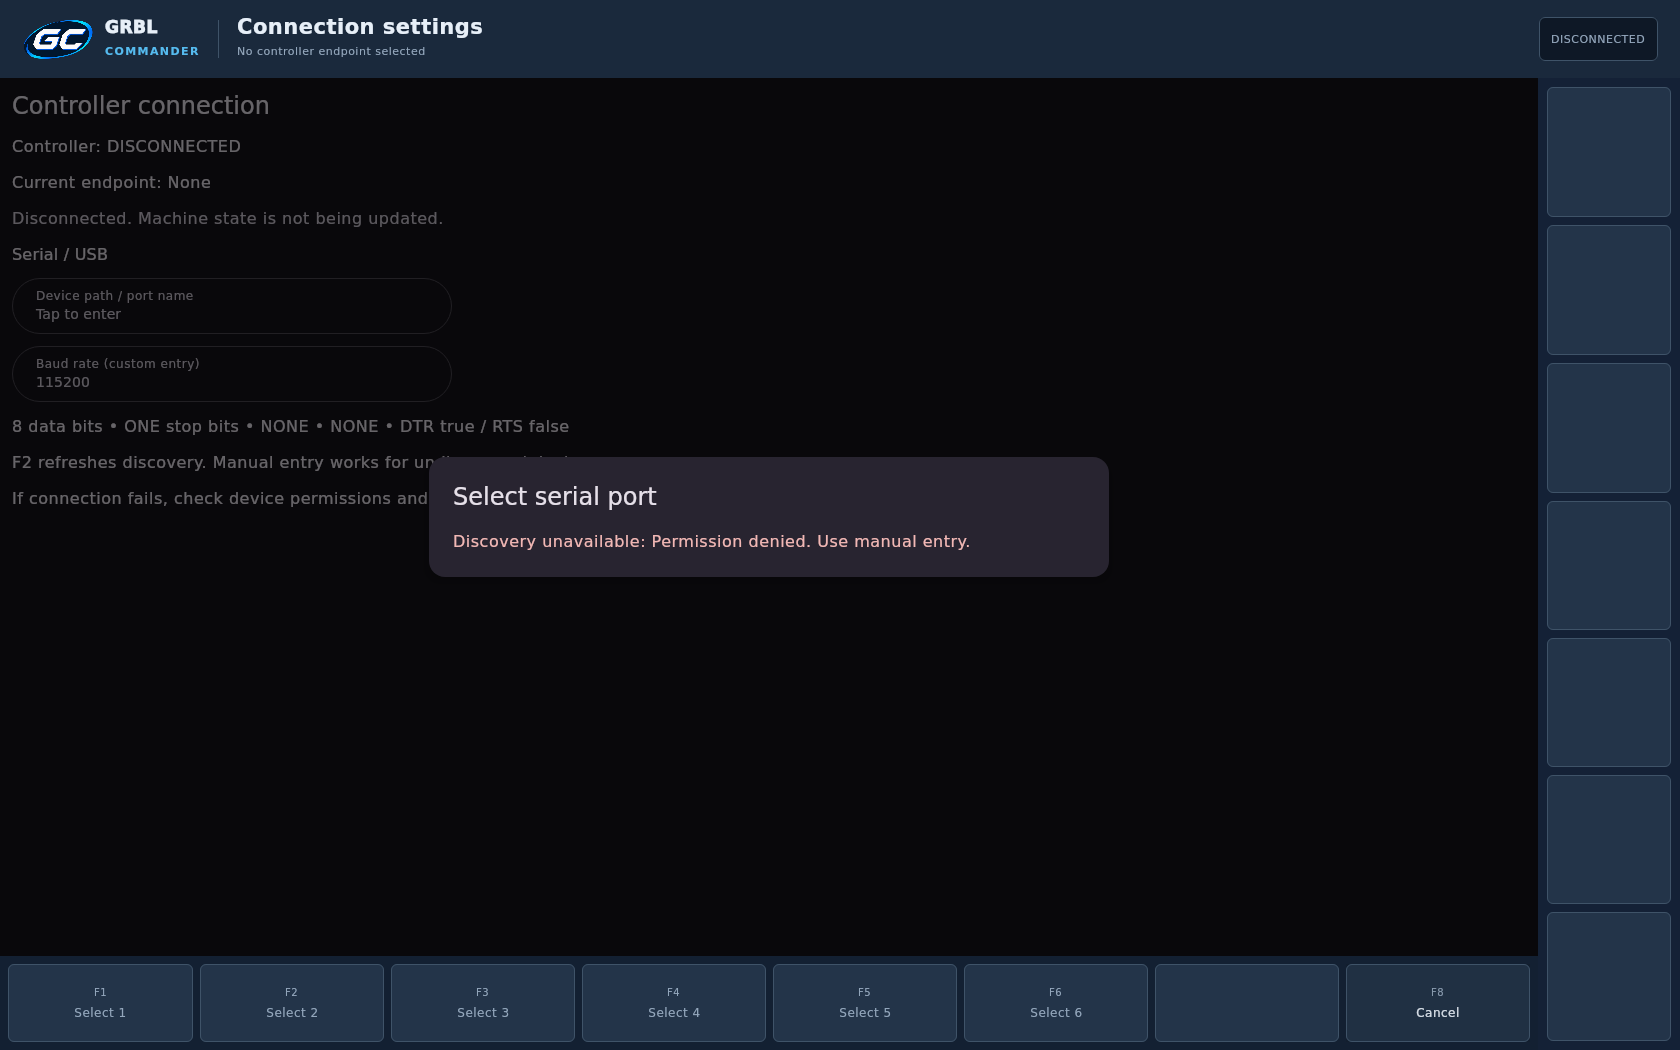 GC
GRBL
COMMANDER
Connection settings
No controller endpoint selected
DISCONNECTED
Controller connection
Controller: DISCONNECTED
Current endpoint: None
Disconnected. Machine state is not being updated.
Serial / USB
Device path / port name
Tap to enter
Baud rate (custom entry)
115200
8 data bits • ONE stop bits • NONE • NONE • DTR true / RTS false
F2 refreshes discovery. Manual entry works for
If connection fails, check device permissions and
Select serial port
Discovery unavailable: Permission denied. Use manual entry.
F1
Select 1
F2
Select 2
F3
Select 3
F4
Select 4
F5
Select 5
F6
Select 6
F8
Cancel